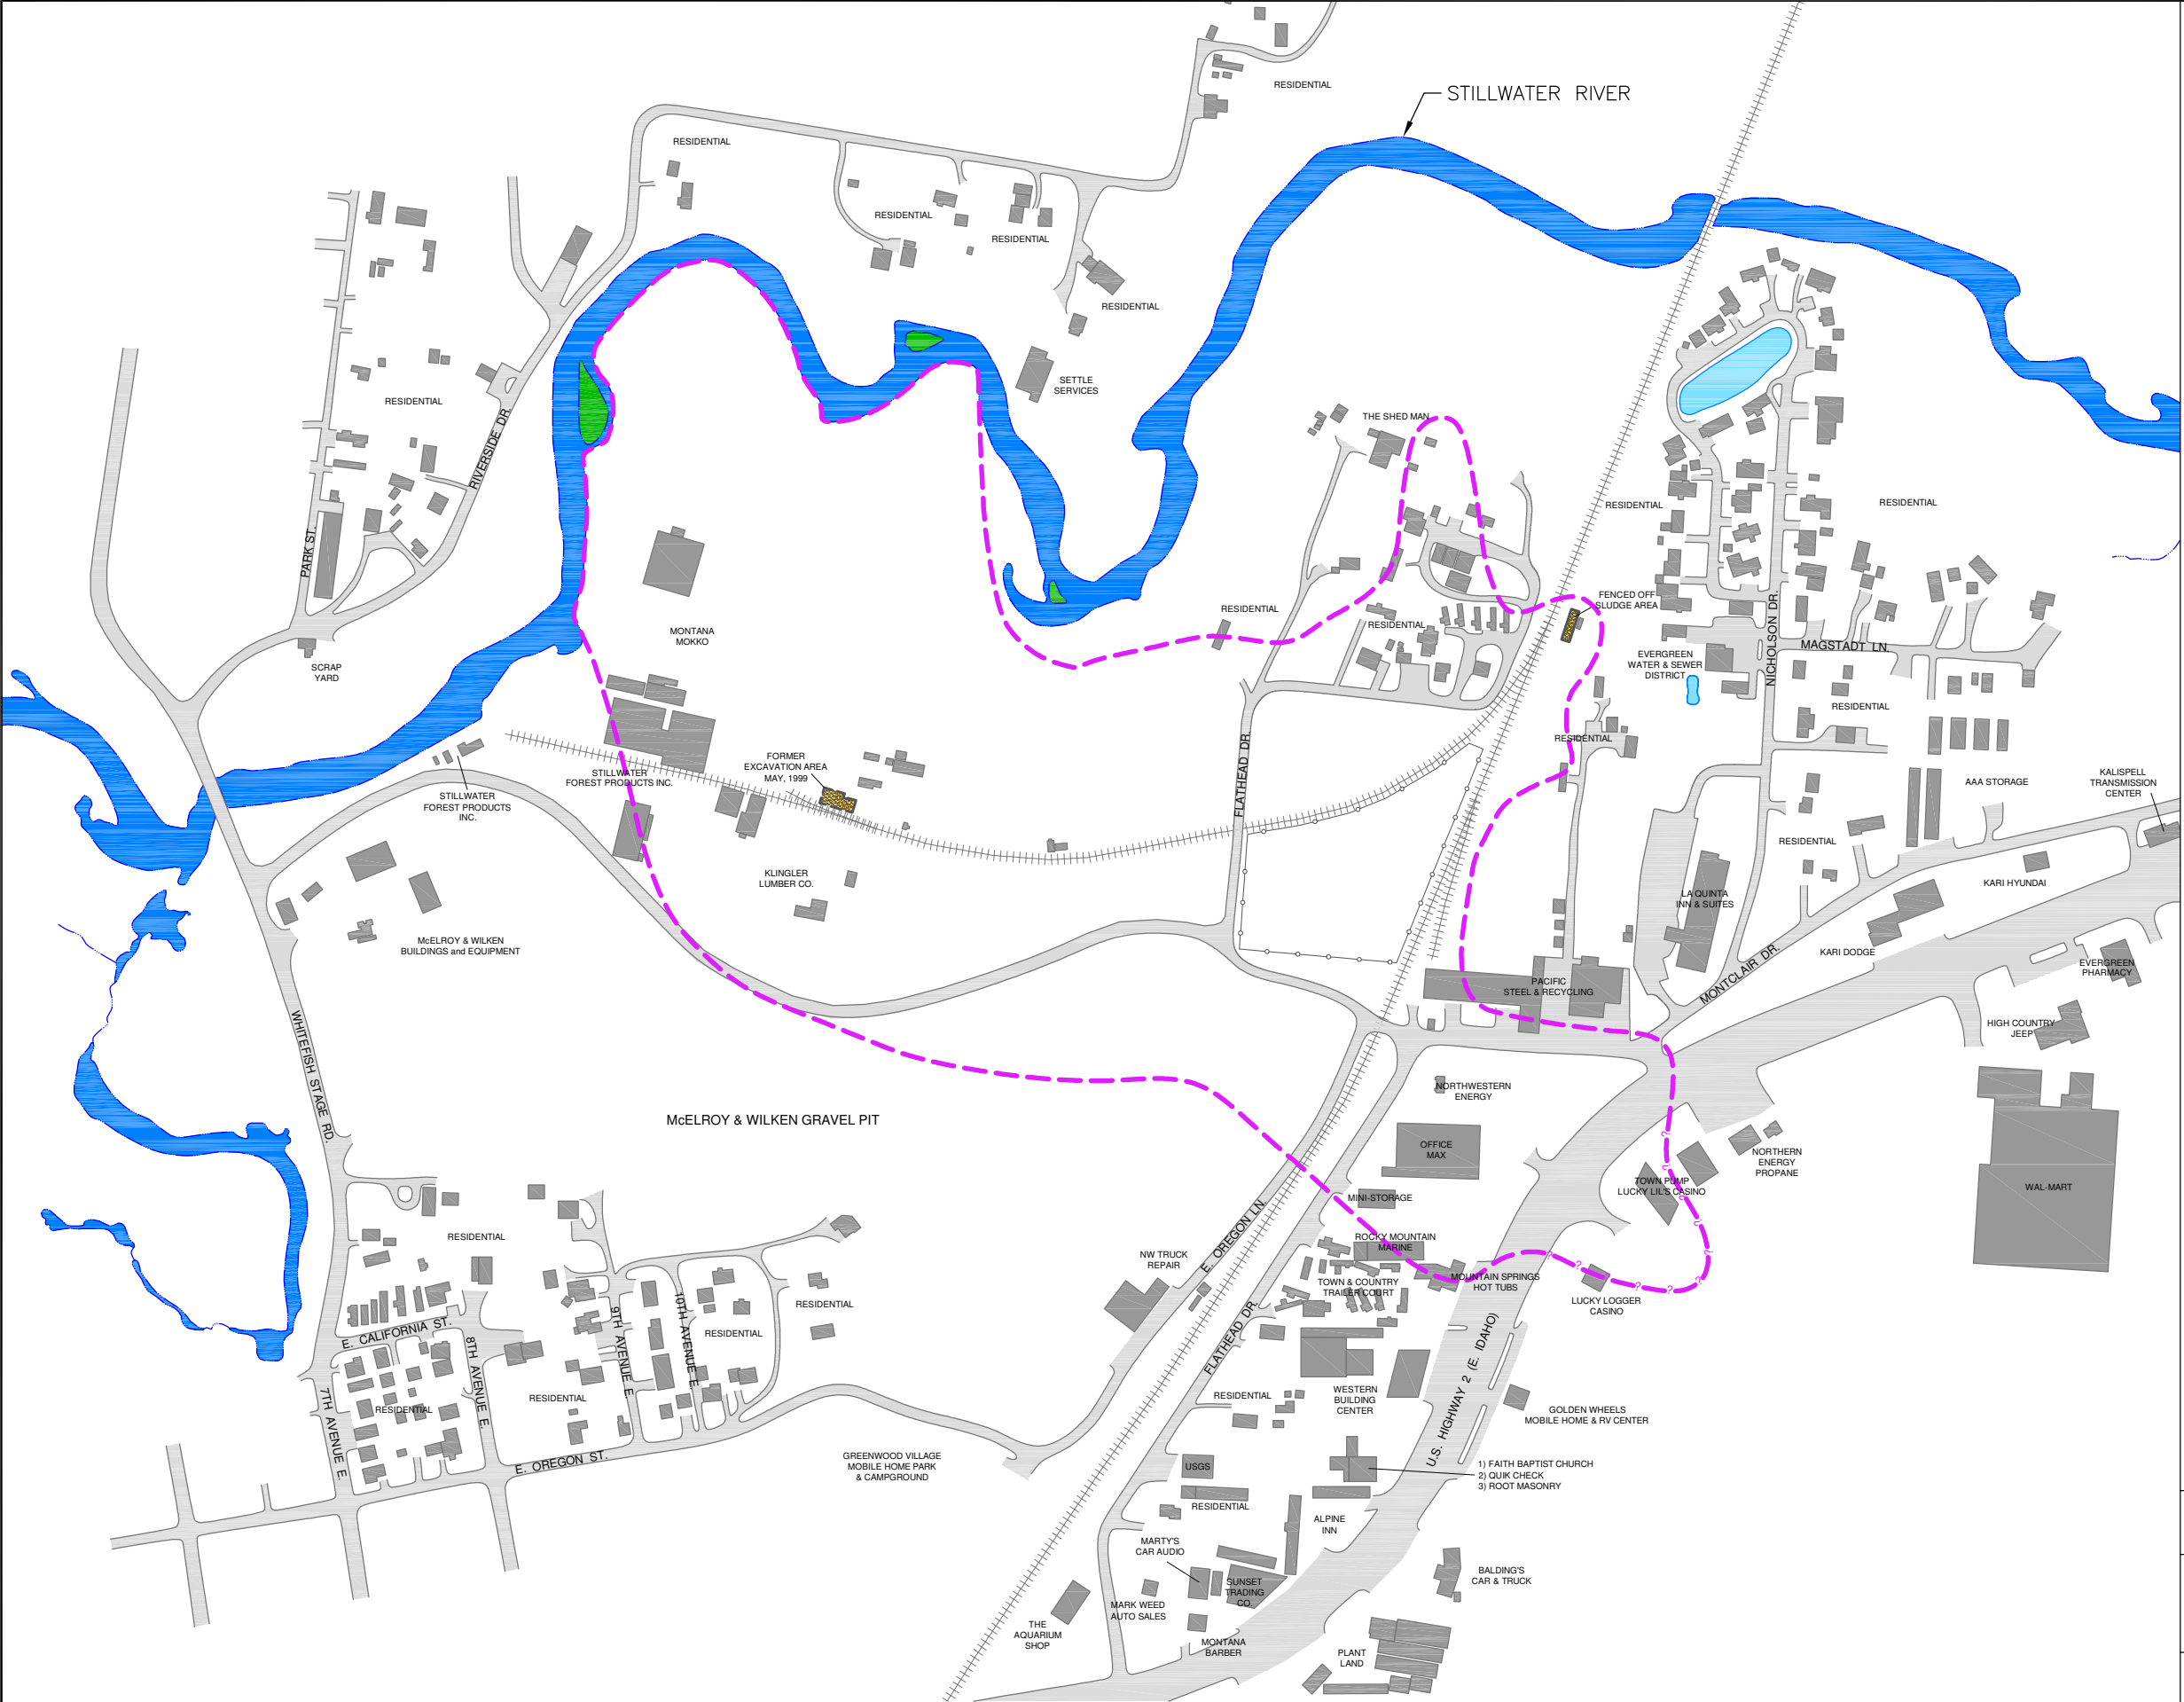 RESIDENTIAL
STILLWATER RIVER
RESIDENTIAL
RESIDENTIAL
RESIDENTIAL
RESIDENTIAL
SETTLE
SERVICES
RESIDENTIAL
RIVERSIDE DR.
PARK ST.
THE SHED MAN
RESIDENTIAL
RESIDENTIAL
FENCED OFF
SLUDGE AREA
RESIDENTIAL
RESIDENTIAL
MONTANA
MOKKO
SCRAP
YARD
EVERGREEN
WATER & SEWER
DISTRICT
NICHOLSON DR.
MAGSTADT LN.
RESIDENTIAL
RESIDENTIAL
FLATHEAD DR.
FORMER
EXCAVATION AREA
MAY, 1999
STILLWATER
FOREST PRODUCTS INC.
STILLWATER
FOREST PRODUCTS
INC.
AAA STORAGE
KALISPELL
TRANSMISSION
CENTER
RESIDENTIAL
KLINGLER
LUMBER CO.
KARI HYUNDAI
LA QUINTA
INN & SUITES
McELROY & WILKEN
BUILDINGS and EQUIPMENT
KARI DODGE
MONTCLAIR DR.
EVERGREEN
PHARMACY
PACIFIC
STEEL & RECYCLING
HIGH COUNTRY
JEEP
WHITEFISH STAGE RD.
NORTHWESTERN
ENERGY
McELROY & WILKEN GRAVEL PIT
OFFICE
MAX
NORTHERN
ENERGY
PROPANE
TOWN PUMP
LUCKY LIL'S CASINO
WAL-MART
MINI-STORAGE
?
?
?
?
?
?
?
?
?
?
ROCKY MOUNTAIN
MARINE
RESIDENTIAL
NW TRUCK
REPAIR
E. OREGON LN.
TOWN & COUNTRY
TRAILER COURT
MOUNTAIN SPRINGS
HOT TUBS
LUCKY LOGGER
CASINO
RESIDENTIAL
RESIDENTIAL
E. CALIFORNIA ST.
8TH AVENUE E.
9TH AVENUE E.
10TH AVENUE E.
7TH AVENUE E.
RESIDENTIAL
RESIDENTIAL
FLATHEAD DR.
RESIDENTIAL
WESTERN
BUILDING
CENTER
U.S. HIGHWAY 2 (E. IDAHO)
GOLDEN WHEELS
MOBILE HOME & RV CENTER
E. OREGON ST.
GREENWOOD VILLAGE
MOBILE HOME PARK
& CAMPGROUND
USGS
1) FAITH BAPTIST CHURCH
2) QUIK CHECK
3) ROOT MASONRY
RESIDENTIAL
ALPINE
INN
MARTY'S
CAR AUDIO
BALDING'S
CAR & TRUCK
SUNSET
TRADING
CO.
MARK WEED
AUTO SALES
THE
AQUARIUM
SHOP
MONTANA
BARBER
PLANT
LAND